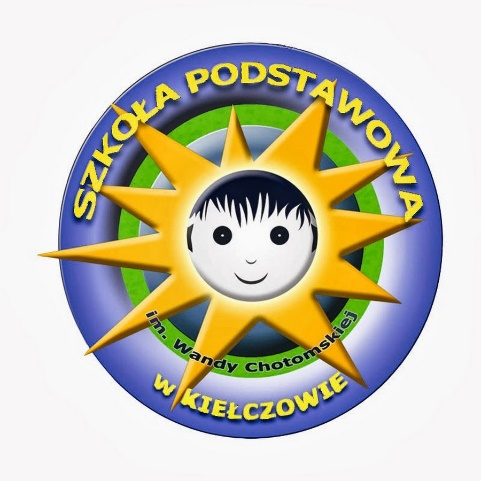 SZKOŁA PODSTAWOWA
im. Wandy Chotomskiej
w KIEŁCZOWIE